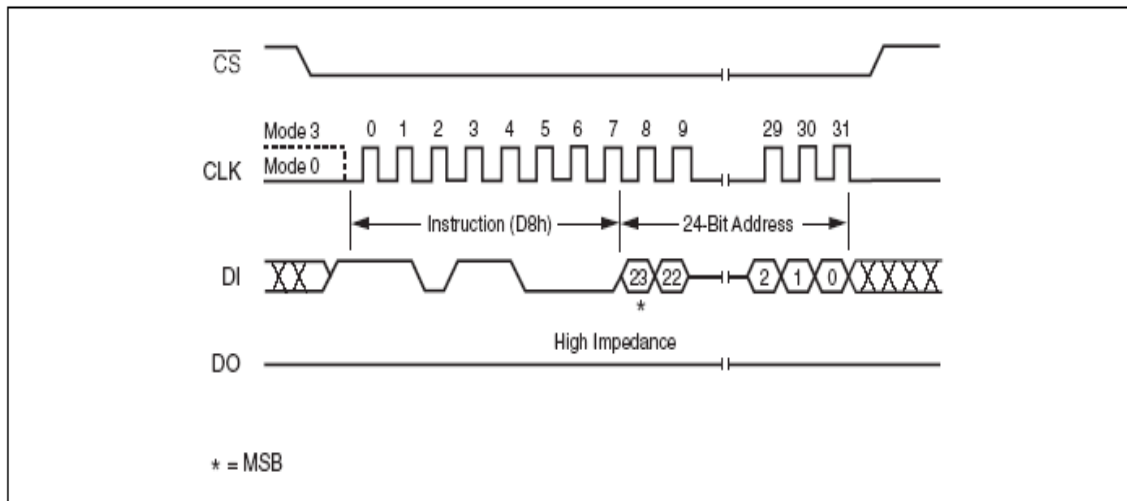 CS
Mode 3 0 1 2 3 4 5 6 7 8 9 29 30 31
CLK Mode 0
Instruction (D8h) 24-Bit Address
DI 23 22 2 1 0
*
High Impedance
DO
* = MSB